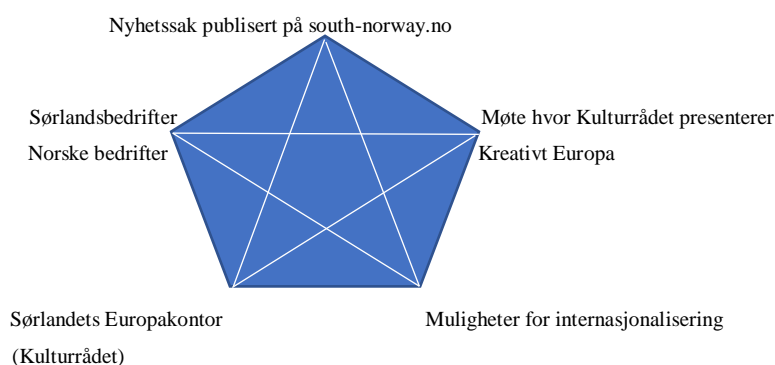 Nyhetssak publisert på south-norway.no
Sørlandsbedrifter
Norske bedrifter
Møte hvor Kulturrådet presenterer
Kreativt Europa
Sørlandets Europakontor
(Kulturrådet)
Muligheter for internasjonalisering